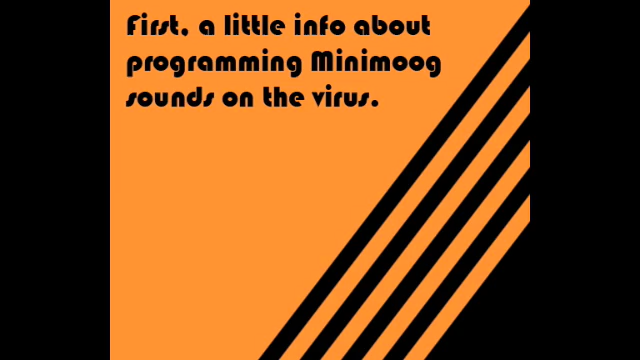 First, a little info about
programming Minimoog
sounds on the virus.